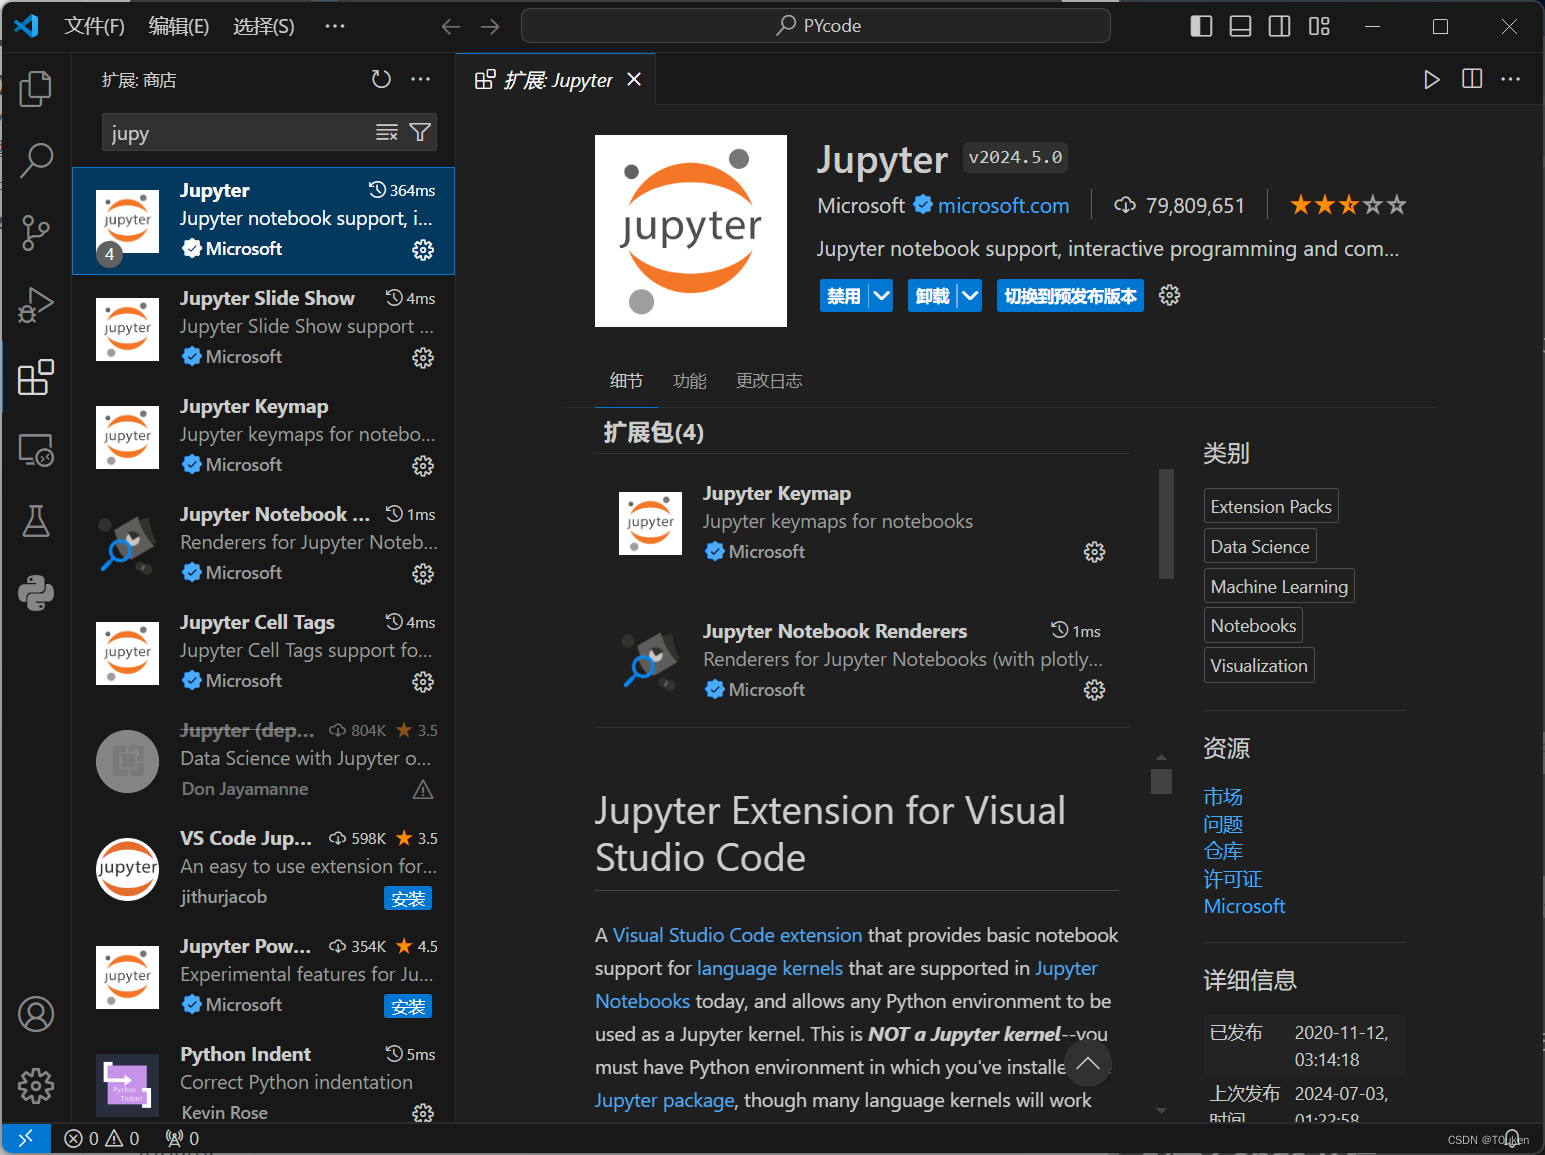 文件(F) 编辑(E) 选择(S) ··· PYcode
扩展: 商店
jupy
Jupyter 364ms
Jupyter notebook support, i...
Microsoft
4
Jupyter Slide Show 4ms
Jupyter Slide Show support ...
Microsoft
Jupyter Keymap
Jupyter keymaps for notebo...
Microsoft
Jupyter Notebook ... 1ms
Renderers for Jupyter Noteb...
Microsoft
Jupyter Cell Tags 4ms
Jupyter Cell Tags support fo...
Microsoft
Jupyter (dep... 804K 3.5
Data Science with Jupyter o...
Don Jayamanne
VS Code Jup... 598K 3.5
An easy to use extension for...
jithurjacob 安装
Jupyter Pow... 354K 4.5
Experimental features for Ju...
Microsoft 安装
Python Indent 5ms
Correct Python indentation
Kevin Rose
jupyter
jupyter
jupyter
jupyter
jupyter
jupyter
Python
Indent
扩展: Jupyter
jupyter
Jupyter v2024.5.0
Microsoft microsoft.com 79,809,651
Jupyter notebook support, interactive programming and com...
禁用 卸载 切换到预发布版本
细节 功能 更改日志
扩展包(4)
jupyter
Jupyter Keymap
Jupyter keymaps for notebooks
Microsoft
Jupyter Notebook Renderers 1ms
Renderers for Jupyter Notebooks (with plotly...
Microsoft
Jupyter Extension for Visual
Studio Code
A Visual Studio Code extension that provides basic notebook
support for language kernels that are supported in Jupyter
Notebooks today, and allows any Python environment to be
used as a Jupyter kernel. This is NOT a Jupyter kernel--you
must have Python environment in which you've installe
Jupyter package, though many language kernels will work
类别
Extension Packs
Data Science
Machine Learning
Notebooks
Visualization
资源
市场
问题
仓库
许可证
Microsoft
详细信息
已发布 2020-11-12,
03:14:18
上次发布 2024-07-03,
时间 01:22:58
0 0 0
CSDN @T0uken